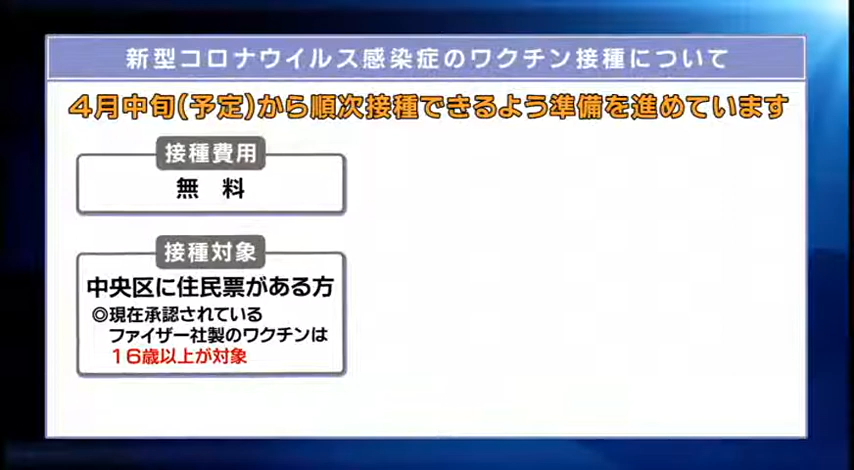 新型コロナウイルス感染症のワクチン接種について
4月中旬(予定)から順次接種できるよう準備を進めています
接種費用
無 料
接種対象
中央区に住民票がある方
◎現在承認されている
ファイザー社製のワクチンは
16歳以上が対象